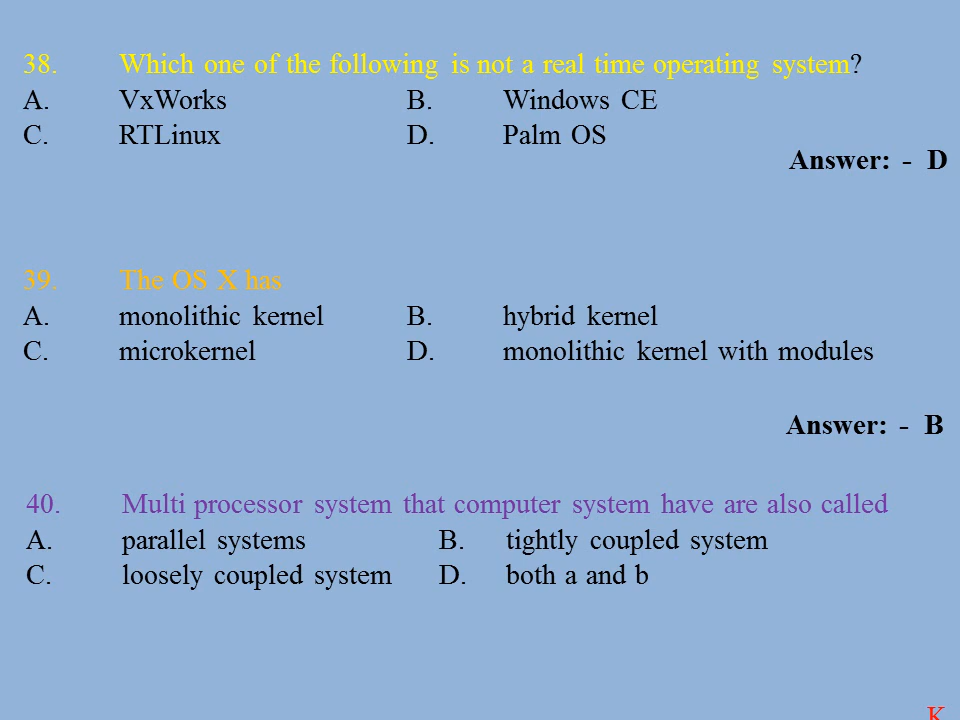 38. Which one of the following is not a real time operating system?
A. VxWorks B. Windows CE
C. RTLinux D. Palm OS
Answer: - D
39. The OS X has
A. monolithic kernel B. hybrid kernel
C. microkernel D. monolithic kernel with modules
Answer: - B
40. Multi processor system that computer system have are also called
A. parallel systems B. tightly coupled system
C. loosely coupled system D. both a and b
K